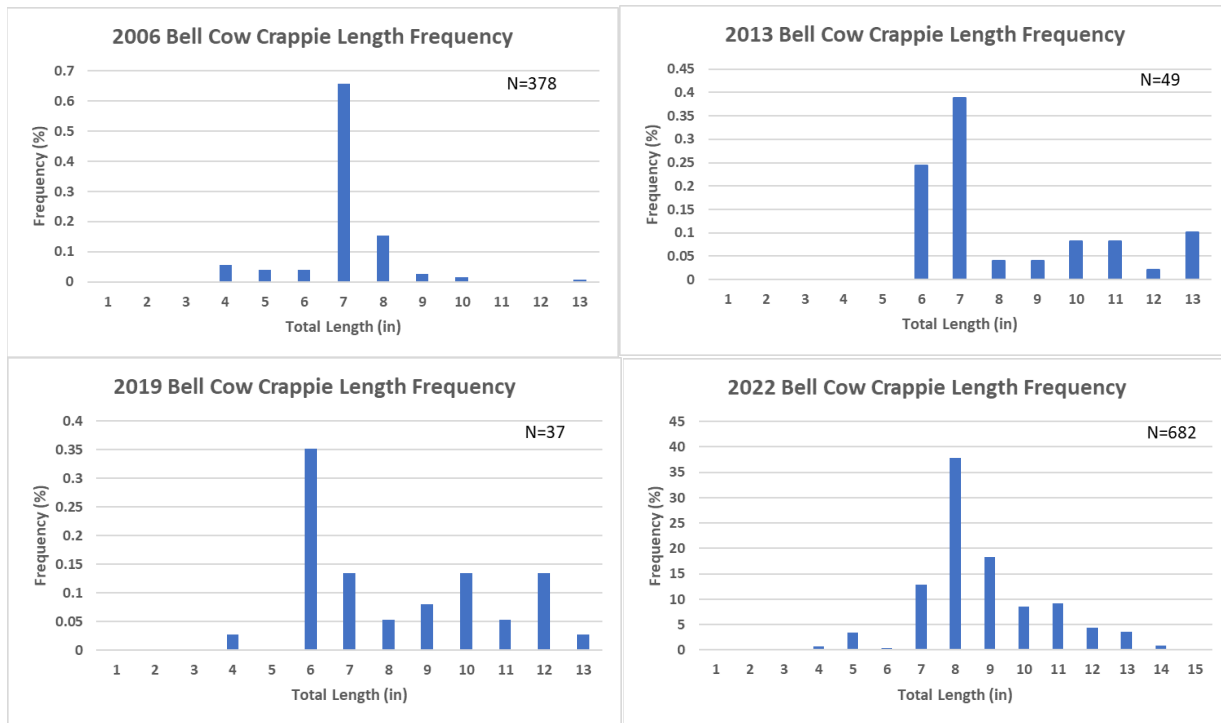 2006 Bell Cow Crappie Length Frequency
N=378
Frequency (%)
0.7
0.6
0.5
0.4
0.3
0.2
0.1
0
1 2 3 4 5 6 7 8 9 10 11 12 13
Total Length (in)
2013 Bell Cow Crappie Length Frequency
N=49
Frequency (%)
0.45
0.4
0.35
0.3
0.25
0.2
0.15
0.1
0.05
0
1 2 3 4 5 6 7 8 9 10 11 12 13
Total Length (in)
2019 Bell Cow Crappie Length Frequency
N=37
Frequency (%)
0.4
0.35
0.3
0.25
0.2
0.15
0.1
0.05
0
1 2 3 4 5 6 7 8 9 10 11 12 13
Total Length (in)
2022 Bell Cow Crappie Length Frequency
N=682
Frequency (%)
45
40
35
30
25
20
15
10
5
0
1 2 3 4 5 6 7 8 9 10 11 12 13 14 15
Total Length (in)